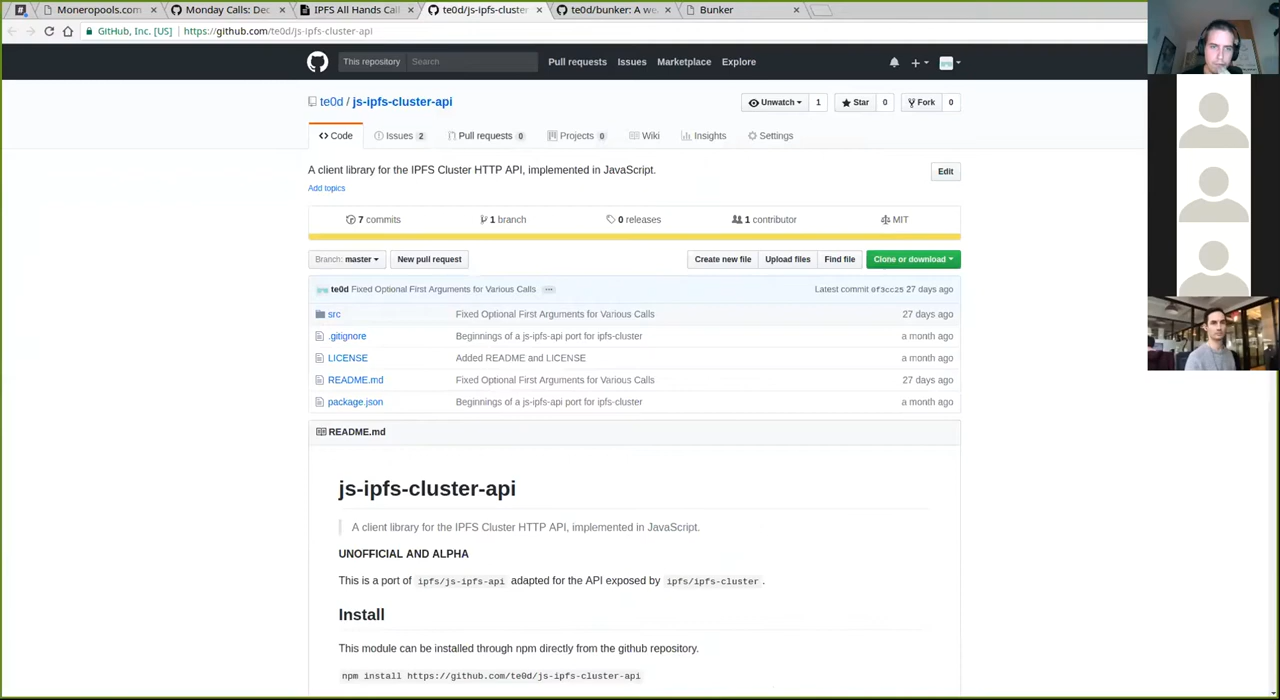 Moneropools.com
Monday Calls: Dec
IPFS All Hands Call
te0d/js-ipfs-cluster
te0d/bunker: A we
Bunker
GitHub, Inc. [US] https://github.com/te0d/js-ipfs-cluster-api
This repository Search Pull requests Issues Marketplace Explore
te0d / js-ipfs-cluster-api Unwatch 1 Star 0 Fork 0
Code Issues 2 Pull requests 0 Projects 0 Wiki Insights Settings
A client library for the IPFS Cluster HTTP API, implemented in JavaScript. Edit
Add topics
7 commits 1 branch 0 releases 1 contributor MIT
Branch: master New pull request Create new file Upload files Find file Clone or download
te0d Fixed Optional First Arguments for Various Calls ... Latest commit 0f3cc25 27 days ago
src Fixed Optional First Arguments for Various Calls 27 days ago
.gitignore Beginnings of a js-ipfs-api port for ipfs-cluster a month ago
LICENSE Added README and LICENSE a month ago
README.md Fixed Optional First Arguments for Various Calls 27 days ago
package.json Beginnings of a js-ipfs-api port for ipfs-cluster a month ago
README.md
js-ipfs-cluster-api
A client library for the IPFS Cluster HTTP API, implemented in JavaScript.
UNOFFICIAL AND ALPHA
This is a port of ipfs/js-ipfs-api adapted for the API exposed by ipfs/ipfs-cluster.
Install
This module can be installed through npm directly from the github repository.
npm install https://github.com/te0d/js-ipfs-cluster-api